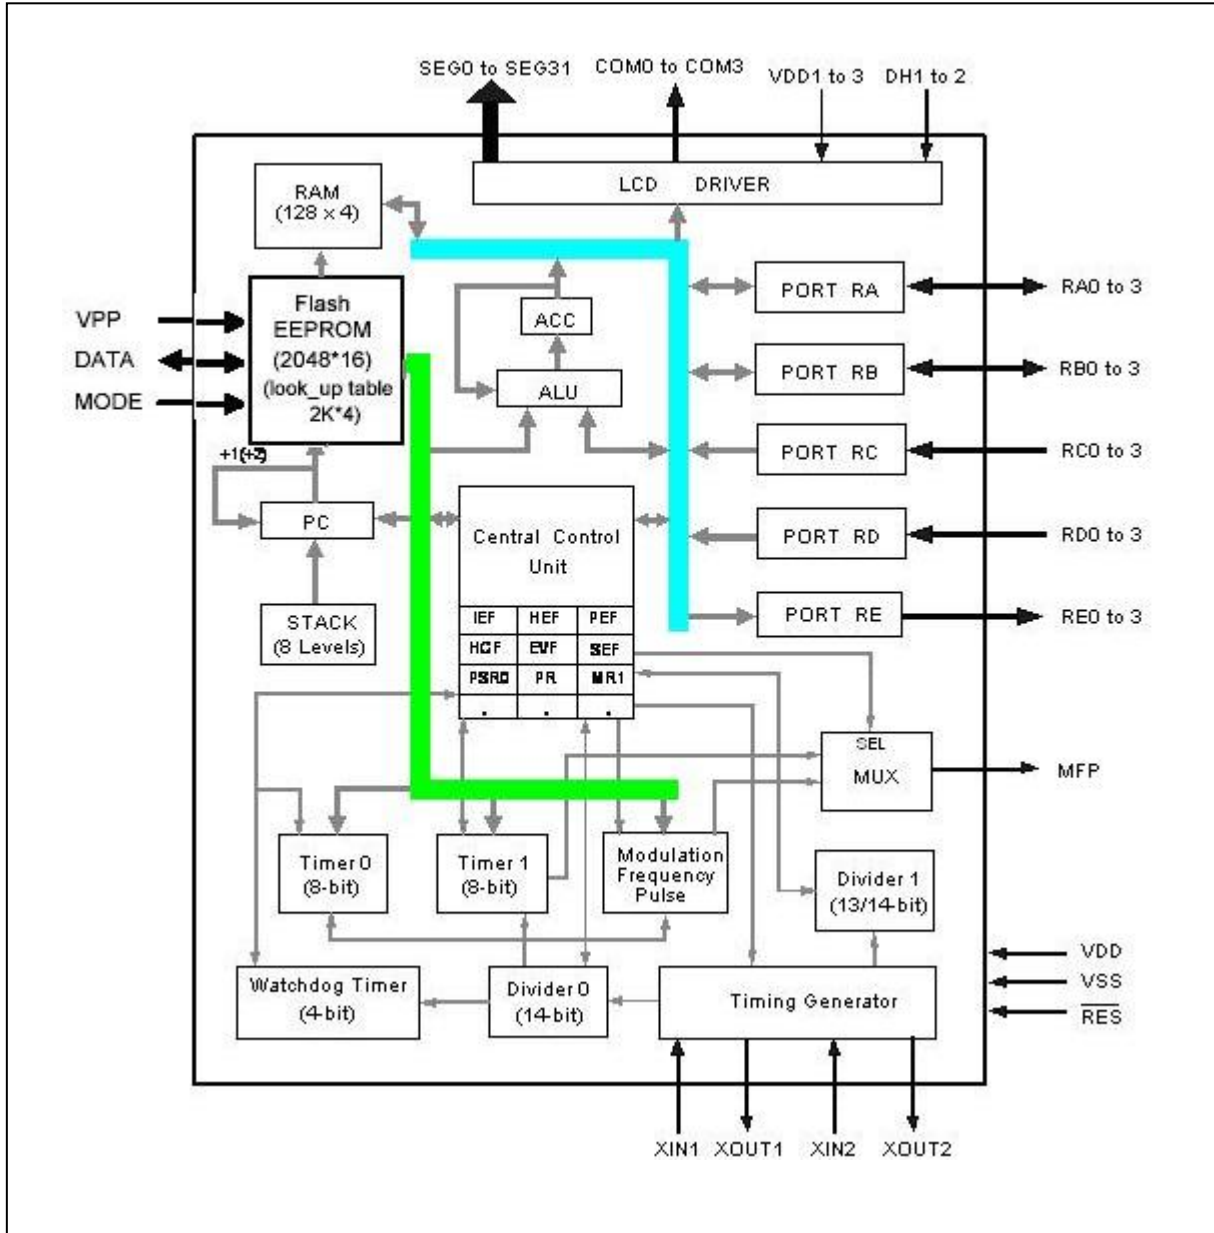 SEG0 to SEG31
COM0 to COM3
VDD1 to 3
DH1 to 2
LCD DRIVER
RAM
(128 x 4)
VPP
DATA
MODE
Flash
EEPROM
(2048*16)
(look_up table
2K*4)
ACC
ALU
PORT RA
RA0 to 3
PORT RB
RB0 to 3
PORT RC
RC0 to 3
PORT RD
RD0 to 3
PORT RE
RE0 to 3
+1(+2)
PC
STACK
(8 Levels)
Central Control
Unit
IEF HEF PEF
HCF EVF SEF
PSR0 PR MR1
. . .
SEL
MUX
MFP
Timer 0
(8-bit)
Timer 1
(8-bit)
Modulation
Frequency
Pulse
Divider 1
(13/14-bit)
Watchdog Timer
(4-bit)
Divider 0
(14-bit)
Timing Generator
VDD
VSS
RES
XIN1
XOUT1
XIN2
XOUT2